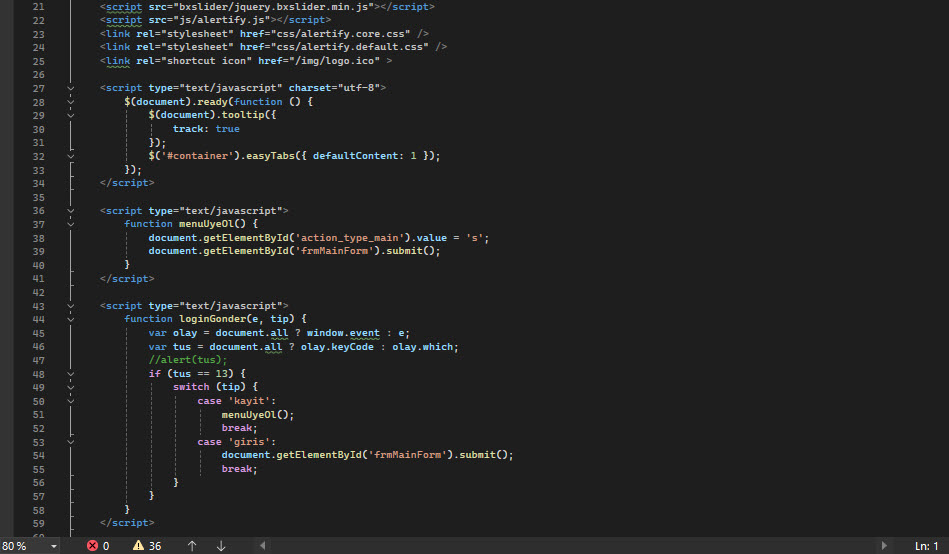 21 <script src="bxslider/jquery.bxslider.min.js"></script>
22 <script src="js/alertify.js"></script>
23 <link rel="stylesheet" href="css/alertify.core.css" />
24 <link rel="stylesheet" href="css/alertify.default.css" />
25 <link rel="shortcut icon" href="/img/logo.ico" >
26
27 <script type="text/javascript" charset="utf-8">
28 $(document).ready(function () {
29 $(document).tooltip({
30 track: true
31 });
32 $('#container').easyTabs({ defaultContent: 1 });
33 });
34 </script>
35
36 <script type="text/javascript">
37 function menuUyeOl() {
38 document.getElementById('action_type_main').value = 's';
39 document.getElementById('frmMainForm').submit();
40 }
41 </script>
42
43 <script type="text/javascript">
44 function loginGonder(e, tip) {
45 var olay = document.all ? window.event : e;
46 var tus = document.all ? olay.keyCode : olay.which;
47 //alert(tus);
48 if (tus == 13) {
49 switch (tip) {
50 case 'kayit':
51 menuUyeOl();
52 break;
53 case 'giris':
54 document.getElementById('frmMainForm').submit();
55 break;
56 }
57 }
58 }
59 </script>
80 % 0 36 Ln: 1